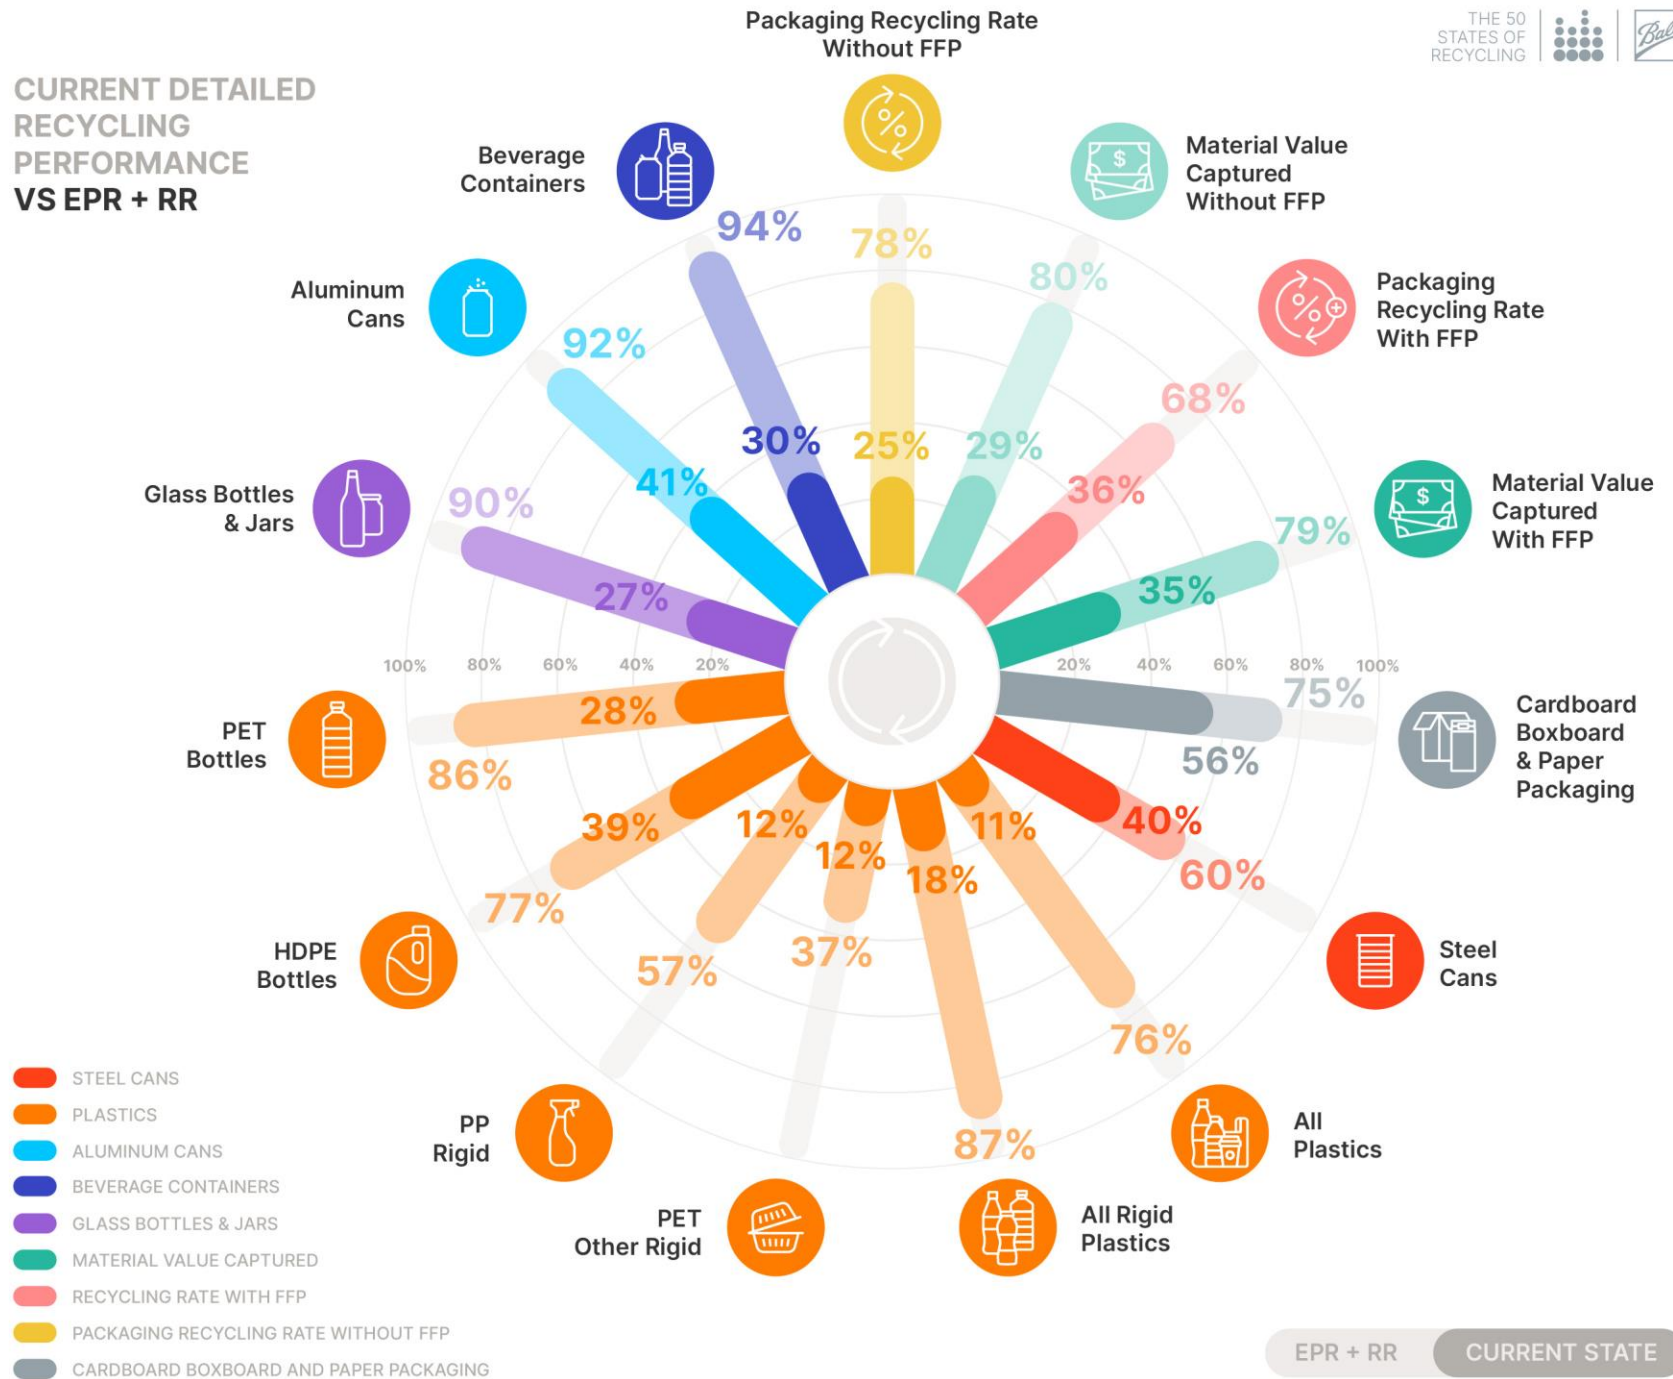 Packaging Recycling Rate
Without FFP
THE 50
STATES OF
RECYCLING
CURRENT DETAILED
RECYCLING
PERFORMANCE
VS EPR + RR
Beverage
Containers
94%
30%
78%
25%
Material Value
Captured
Without FFP
80%
29%
$
%
Aluminum
Cans
92%
41%
Packaging
Recycling Rate
With FFP
68%
36%
%
Glass Bottles
& Jars
90%
27%
Material Value
Captured
With FFP
79%
35%
$
100% 80% 60% 40% 20%
20% 40% 60% 80% 100%
PET
Bottles
28%
86%
75%
56%
Cardboard
Boxboard
& Paper
Packaging
HDPE
Bottles
39%
77%
40%
60%
Steel
Cans
PP
Rigid
12%
57%
PET
Other Rigid
12%
37%
All Rigid
Plastics
18%
87%
All
Plastics
11%
76%
STEEL CANS
PLASTICS
ALUMINUM CANS
BEVERAGE CONTAINERS
GLASS BOTTLES & JARS
MATERIAL VALUE CAPTURED
RECYCLING RATE WITH FFP
PACKAGING RECYCLING RATE WITHOUT FFP
CARDBOARD BOXBOARD AND PAPER PACKAGING
EPR + RR
CURRENT STATE